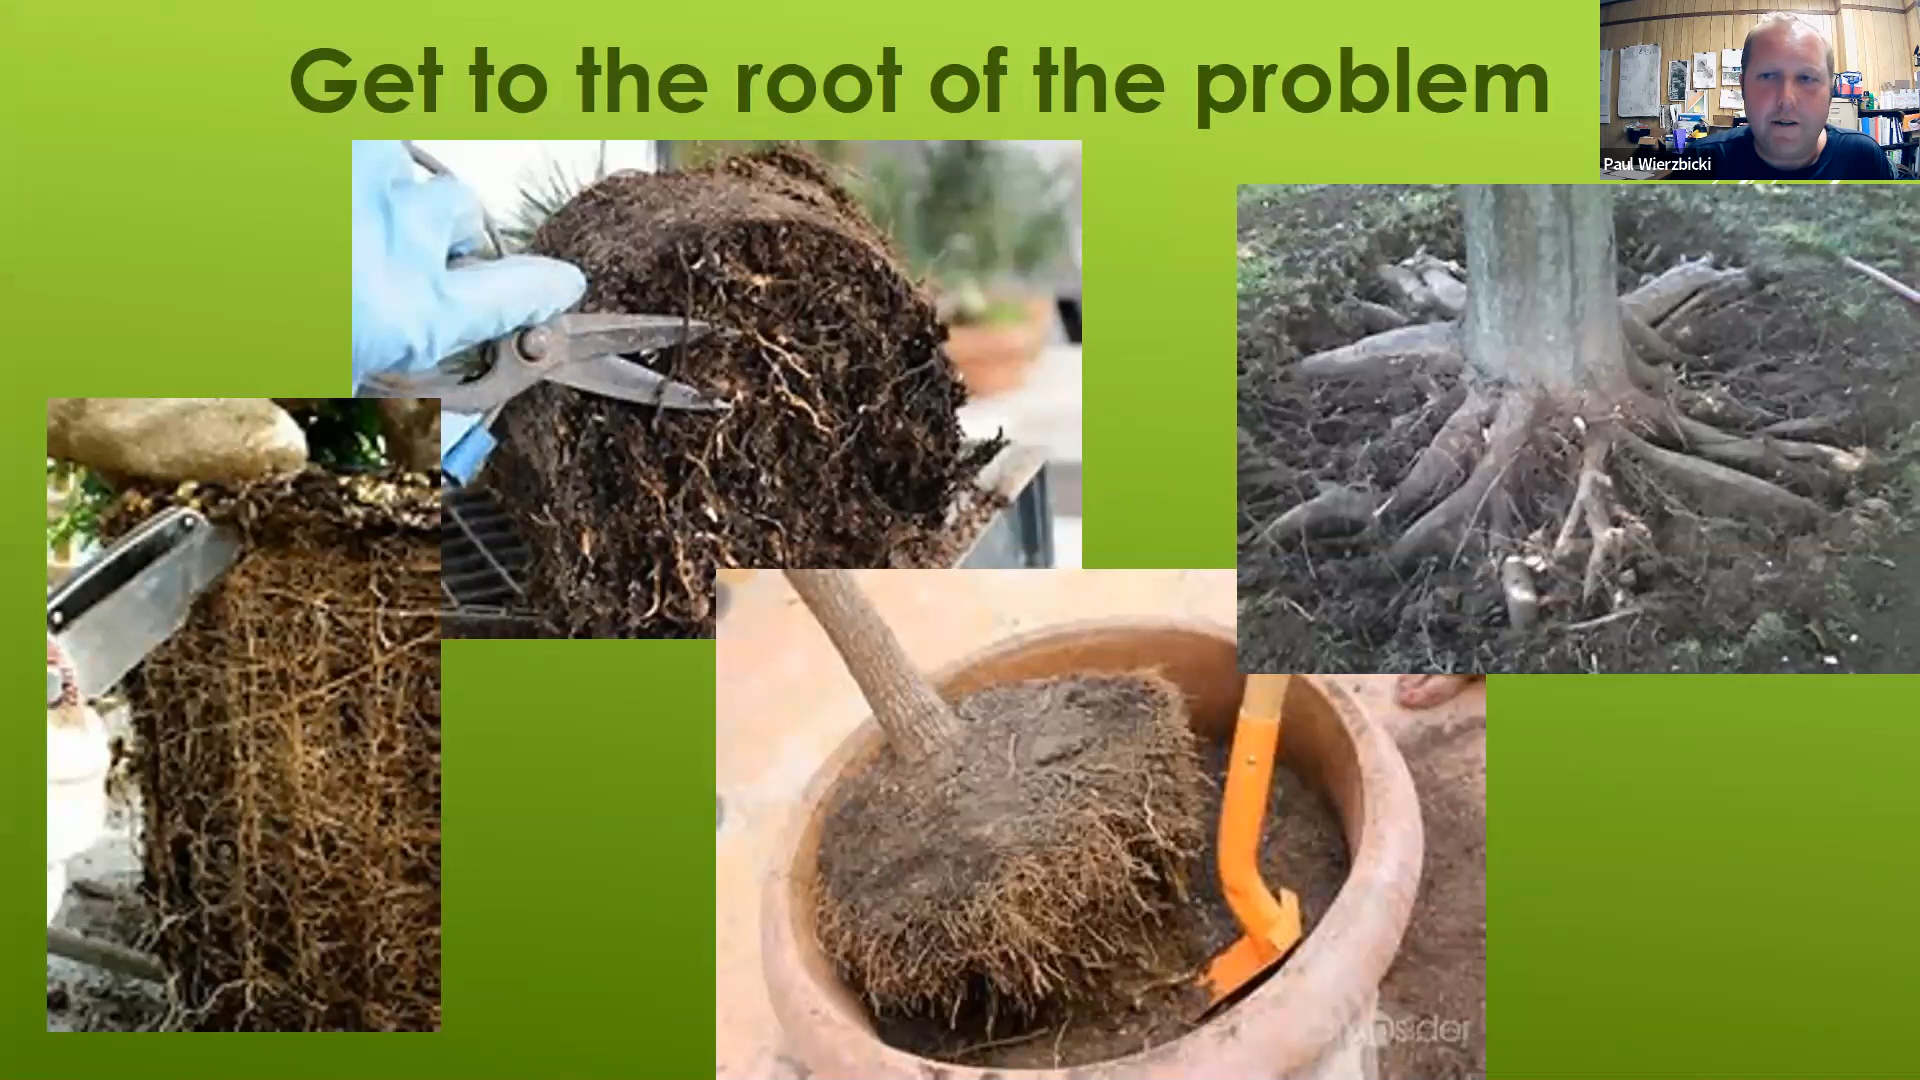 Get to the root of the problem
Paul Wierzbicki